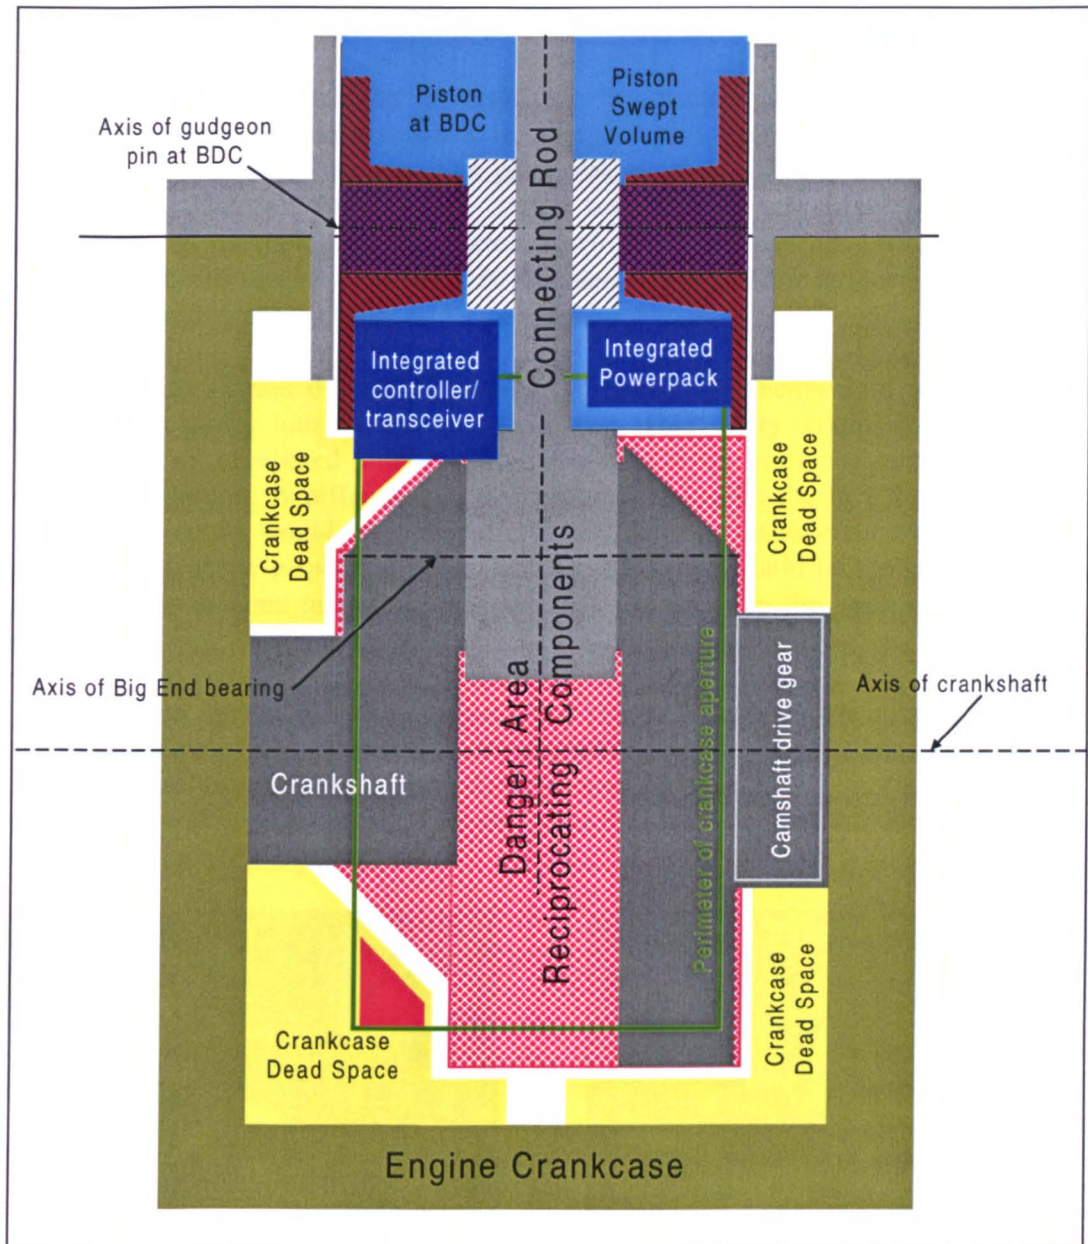 Piston
at BDC
Piston
Swept
Volume
Axis of gudgeon
pin at BDC
Connecting Rod
Integrated
controller/
transceiver
Integrated
Powerpack
Crankcase
Dead Space
Crankcase
Dead Space
Axis of Big End bearing
Danger Area
Reciprocating Components
Perimeter of crankcase aperture
Camshaft drive gear
Axis of crankshaft
Crankshaft
Crankcase
Dead Space
Crankcase
Dead Space
Engine Crankcase